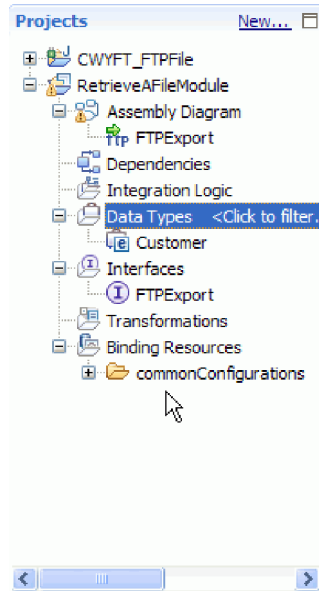 Projects New...
CWYFT_FTPFile
RetrieveAFileModule
Assembly Diagram
FTPExport
Dependencies
Integration Logic
Data Types <Click to filter.
Customer
Interfaces
FTPExport
Transformations
Binding Resources
commonConfigurations